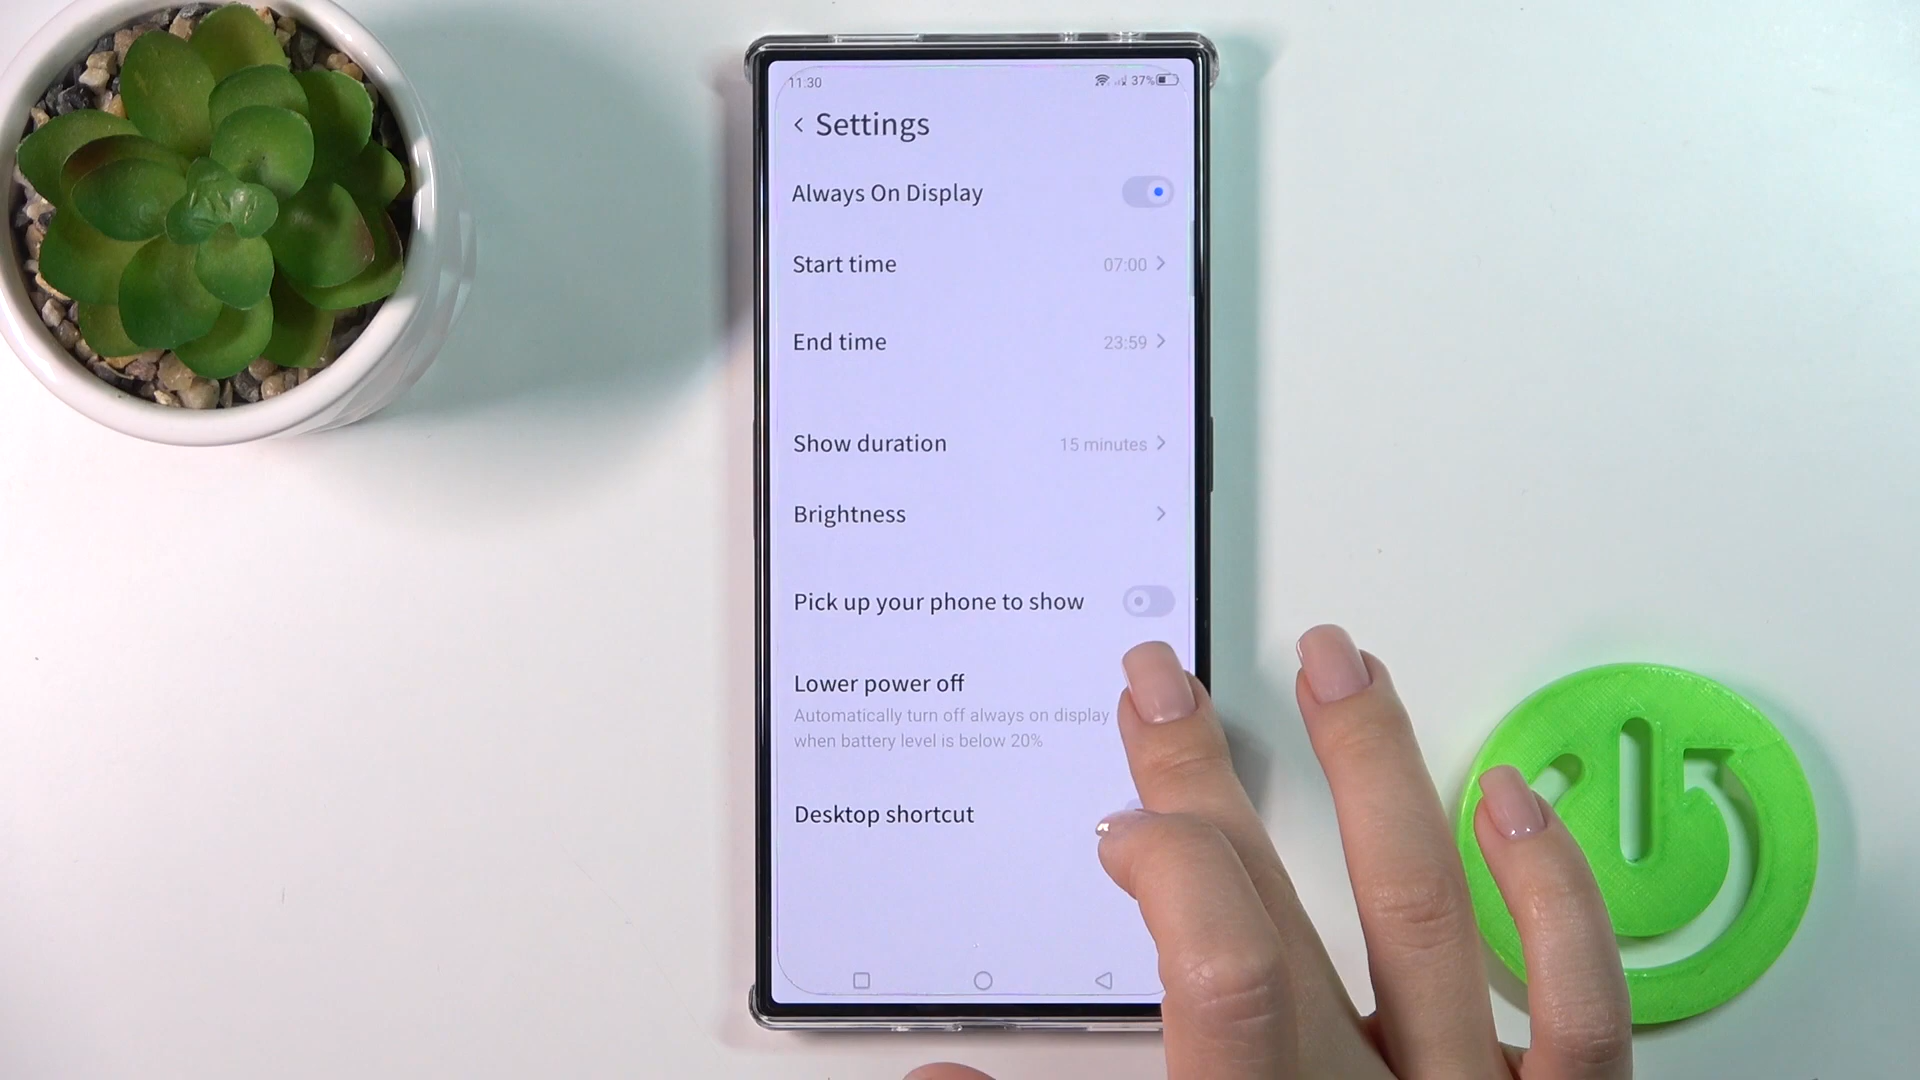 11:30
37%
Settings
Always On Display
Start time 07:00
End time 23:59
Show duration 15 minutes
Brightness
Pick up your phone to show
Lower power off
Automatically turn off always on display
when battery level is below 20%
Desktop shortcut